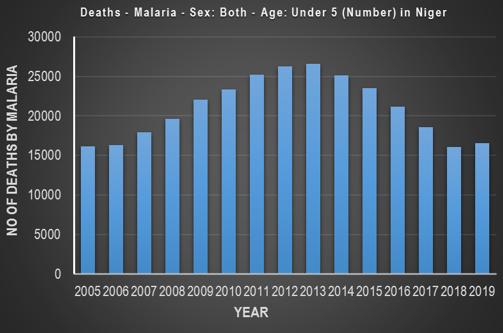 Deaths - Malaria - Sex: Both - Age: Under 5 (Number) in Niger
NO OF DEATHS BY MALARIA
30000
25000
20000
15000
10000
5000
0
2005 2006 2007 2008 2009 2010 2011 2012 2013 2014 2015 2016 2017 2018 2019
YEAR